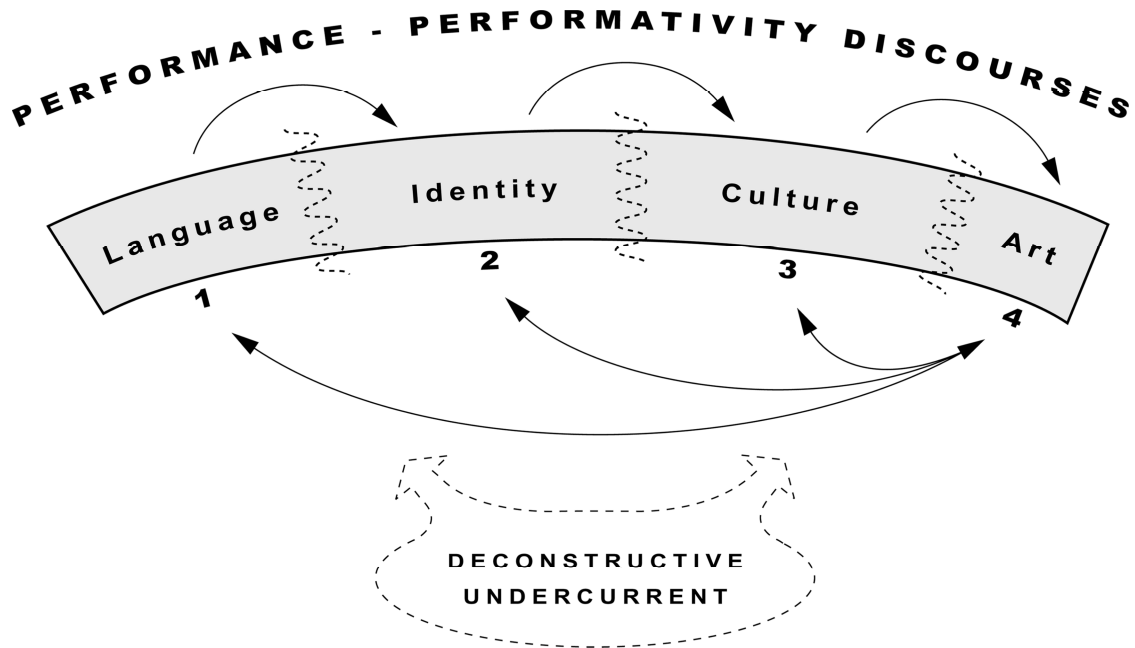 PERFORMANCE - PERFORMATIVITY DISCOURSES
Language
Identity
Culture
Art
1
2
3
4
DECONSTRUCTIVE
UNDERCURRENT